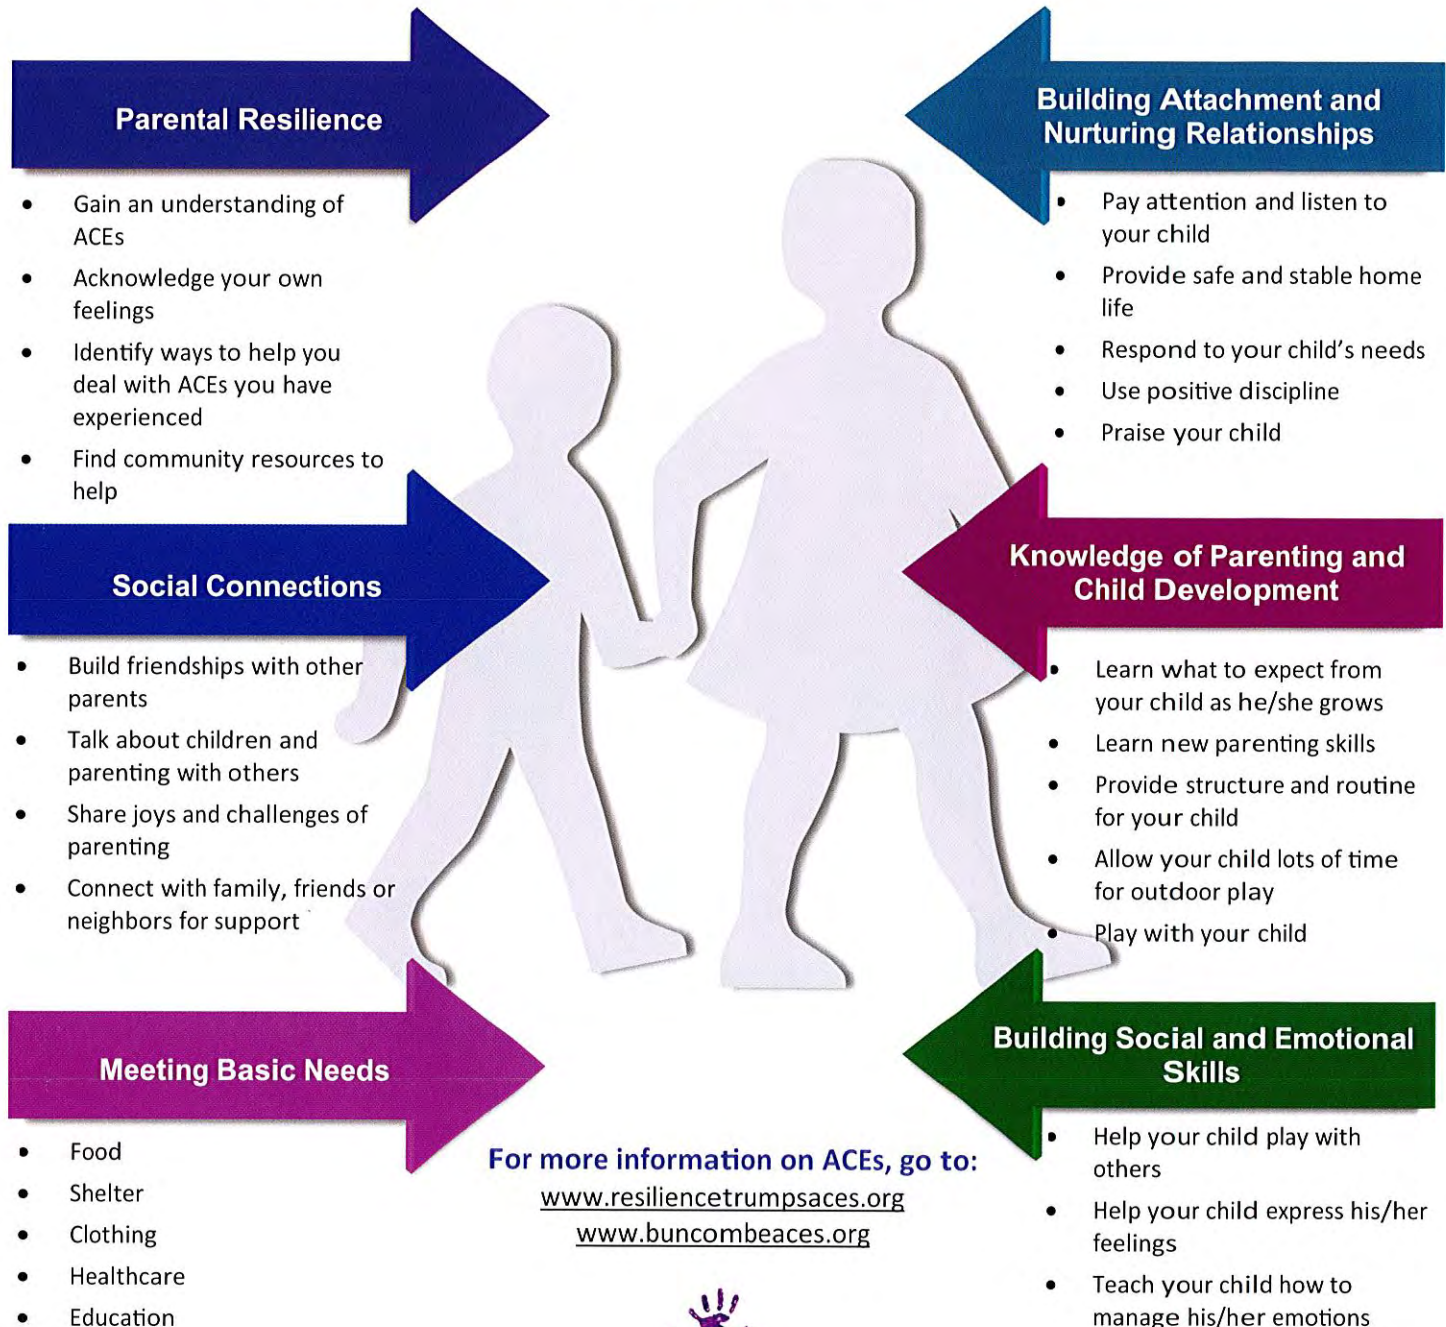 Parental Resilience
• Gain an understanding of
ACEs
• Acknowledge your own
feelings
• Identify ways to help you
deal with ACEs you have
experienced
• Find community resources to
help
Social Connections
• Build friendships with other
parents
• Talk about children and
parenting with others
• Share joys and challenges of
parenting
• Connect with family, friends or
neighbors for support
Meeting Basic Needs
• Food
• Shelter
• Clothing
• Healthcare
• Education
For more information on ACEs, go to:
www.resiliencetrumpsaces.org
www.buncombeaces.org
Building Attachment and
Nurturing Relationships
• Pay attention and listen to
your child
• Provide safe and stable home
life
• Respond to your child's needs
• Use positive discipline
• Praise your child
Knowledge of Parenting and
Child Development
• Learn what to expect from
your child as he/she grows
• Learn new parenting skills
• Provide structure and routine
for your child
• Allow your child lots of time
for outdoor play
• Play with your child
Building Social and Emotional
Skills
• Help your child play with
others
• Help your child express his/her
feelings
• Teach your child how to
manage his/her emotions